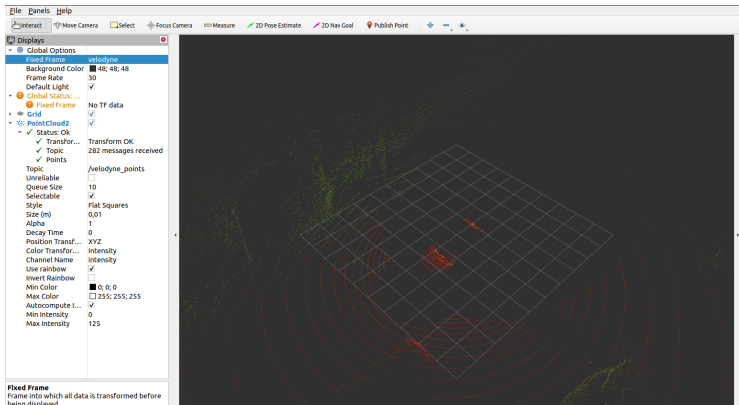 File Panels Help
Interact Move Camera Select Focus Camera Measure 2D Pose Estimate 2D Nav Goal Publish Point
Displays
Global Options
Fixed Frame velodyne
Background Color 48; 48; 48
Frame Rate 30
Default Light
Global Status: ...
Fixed Frame No TF data
Grid
PointCloud2
Status: Ok
Transfor... Transform OK
Topic 282 messages received
Points
Topic /velodyne_points
Unreliable
Queue Size 10
Selectable
Style Flat Squares
Size (m) 0,01
Alpha 1
Decay Time 0
Position Transf... XYZ
Color Transfor... Intensity
Channel Name intensity
Use rainbow
Invert Rainbow
Min Color 0; 0; 0
Max Color 255; 255; 255
Autocompute I...
Min Intensity 0
Max Intensity 125
Fixed Frame
Frame into which all data is transformed before
being displayed.